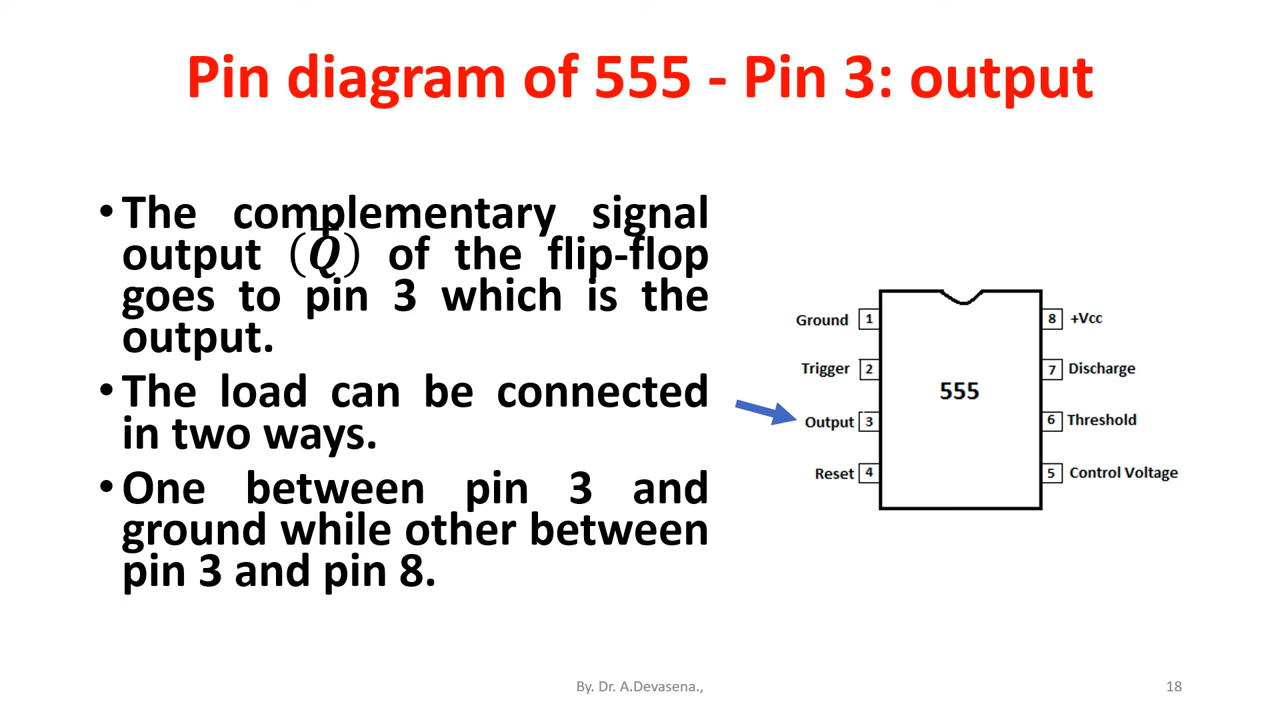 Pin diagram of 555 - Pin 3: output
• The complementary signal
output (Q̅) of the flip-flop
goes to pin 3 which is the
output.
• The load can be connected
in two ways.
• One between pin 3 and
ground while other between
pin 3 and pin 8.
Ground 1
Trigger 2
Output 3
Reset 4
555
8 +Vcc
7 Discharge
6 Threshold
5 Control Voltage
By. Dr. A.Devasena.,
18